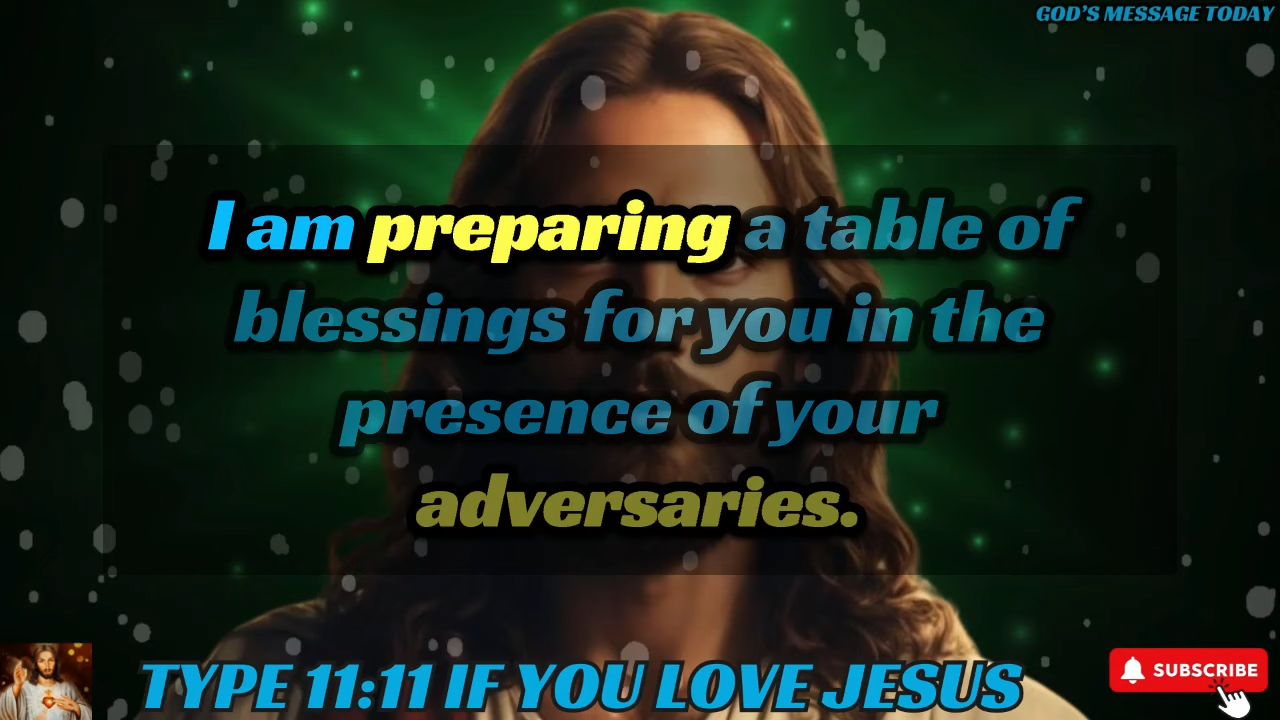 GOD'S MESSAGE TODAY
I am preparing a table of
blessings for you in the
presence of your
adversaries.
TYPE 11:11 IF YOU LOVE JESUS
SUBSCRIBE